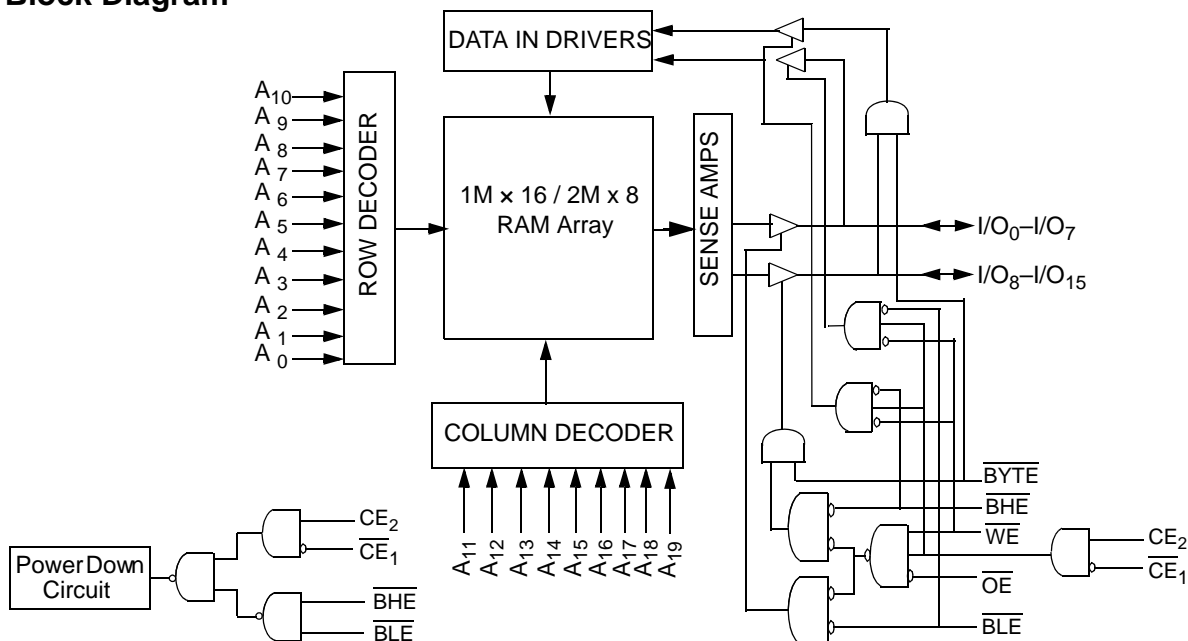 Block Diagram
DATA IN DRIVERS
A10
A9
A8
A7
A6
A5
A4
A3
A2
A1
A0
ROW DECODER
1M × 16 / 2M x 8
RAM Array
SENSE AMPS
I/O0–I/O7
I/O8–I/O15
COLUMN DECODER
A11
A12
A13
A14
A15
A16
A17
A18
A19
BYTE
BHE
WE
OE
BLE
CE2
CE1
Power Down
Circuit
CE2
CE1
BHE
BLE